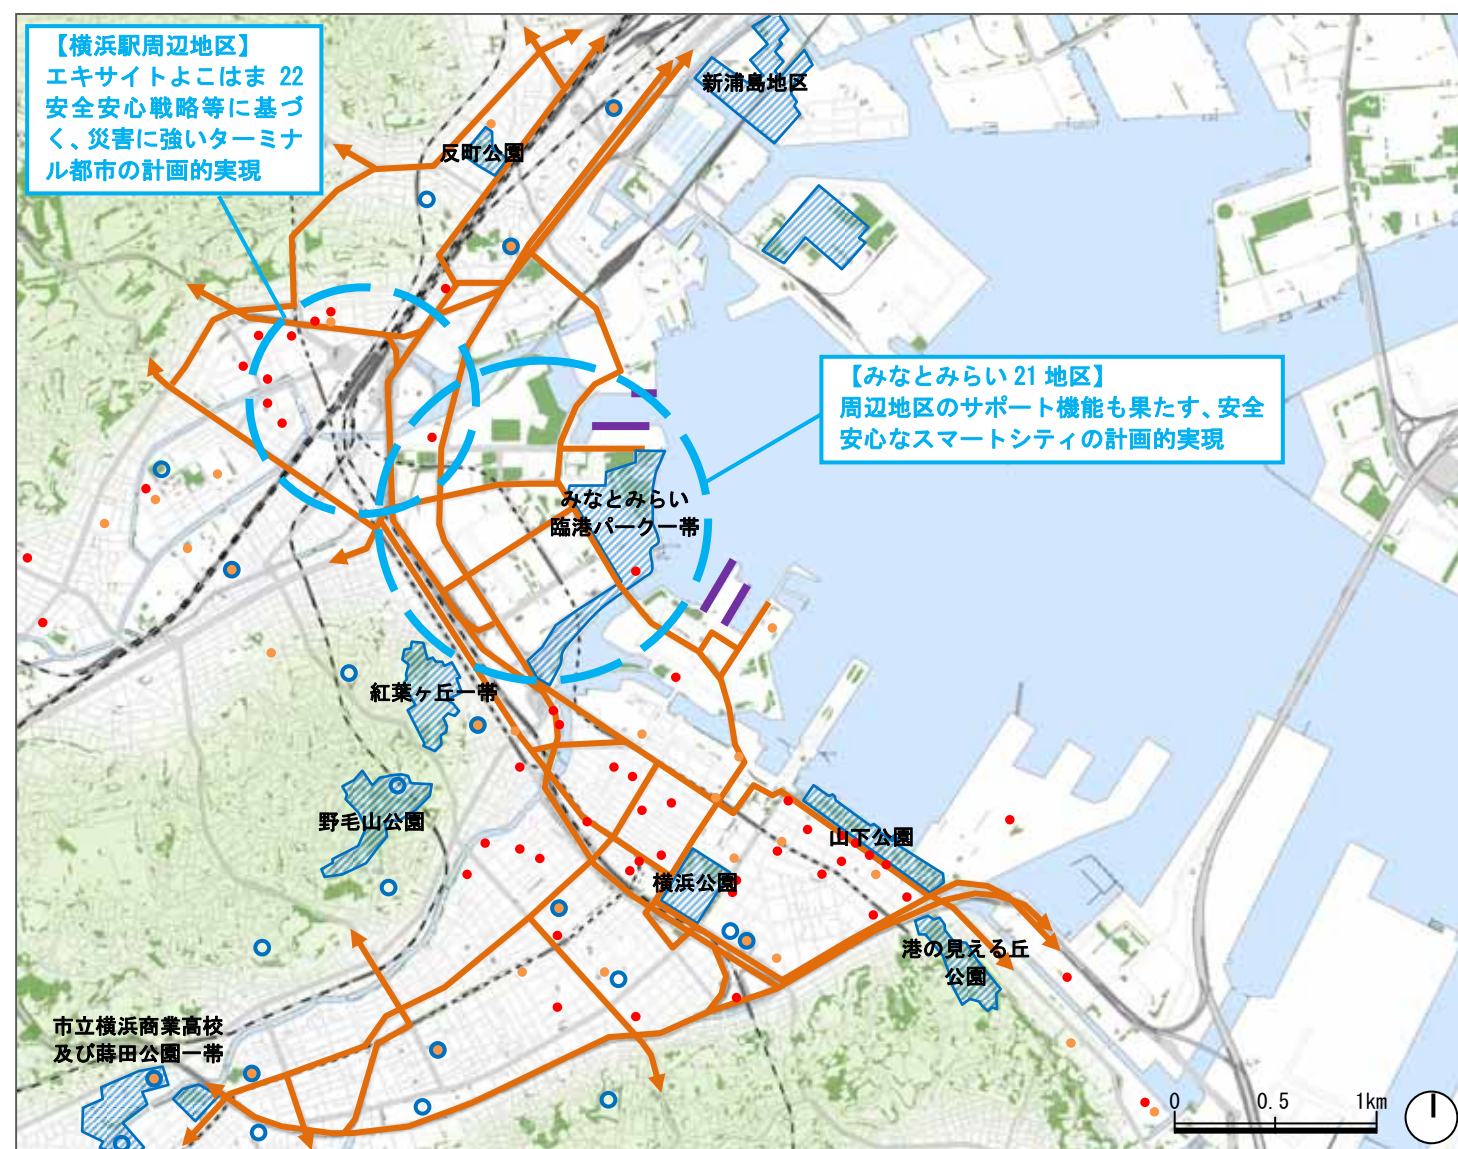 【横浜駅周辺地区】
エキサイトよこはま 22
安全安心戦略等に基づ
く、災害に強いターミナ
ル都市の計画的実現
新浦島地区
反町公園
【みなとみらい 21 地区】
周辺地区のサポート機能も果たす、安全
安心なスマートシティの計画的実現
みなとみらい
臨港パーク一帯
紅葉ヶ丘一帯
野毛山公園
山下公園
横浜公園
港の見える丘
公園
市立横浜商業高校
及び蒔田公園一帯
0 0.5 1km